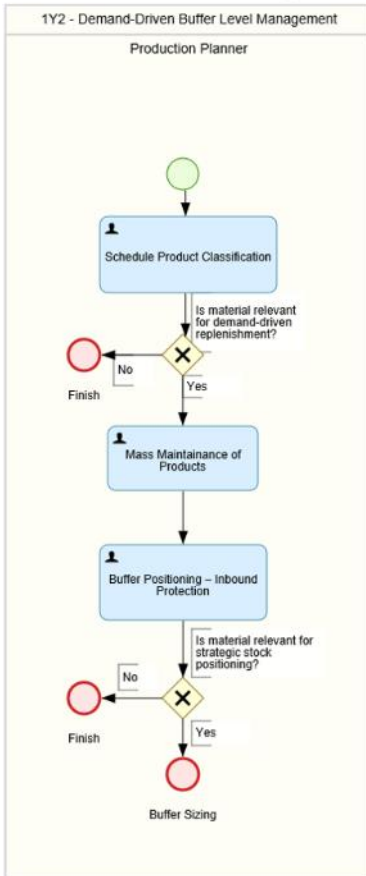 1Y2 - Demand-Driven Buffer Level Management
Production Planner
Schedule Product Classification
Is material relevant
for demand-driven
replenishment?
No
Yes
Finish
Mass Maintainance of
Products
Buffer Positioning – Inbound
Protection
Is material relevant for
strategic stock
positioning?
No
Yes
Finish
Buffer Sizing